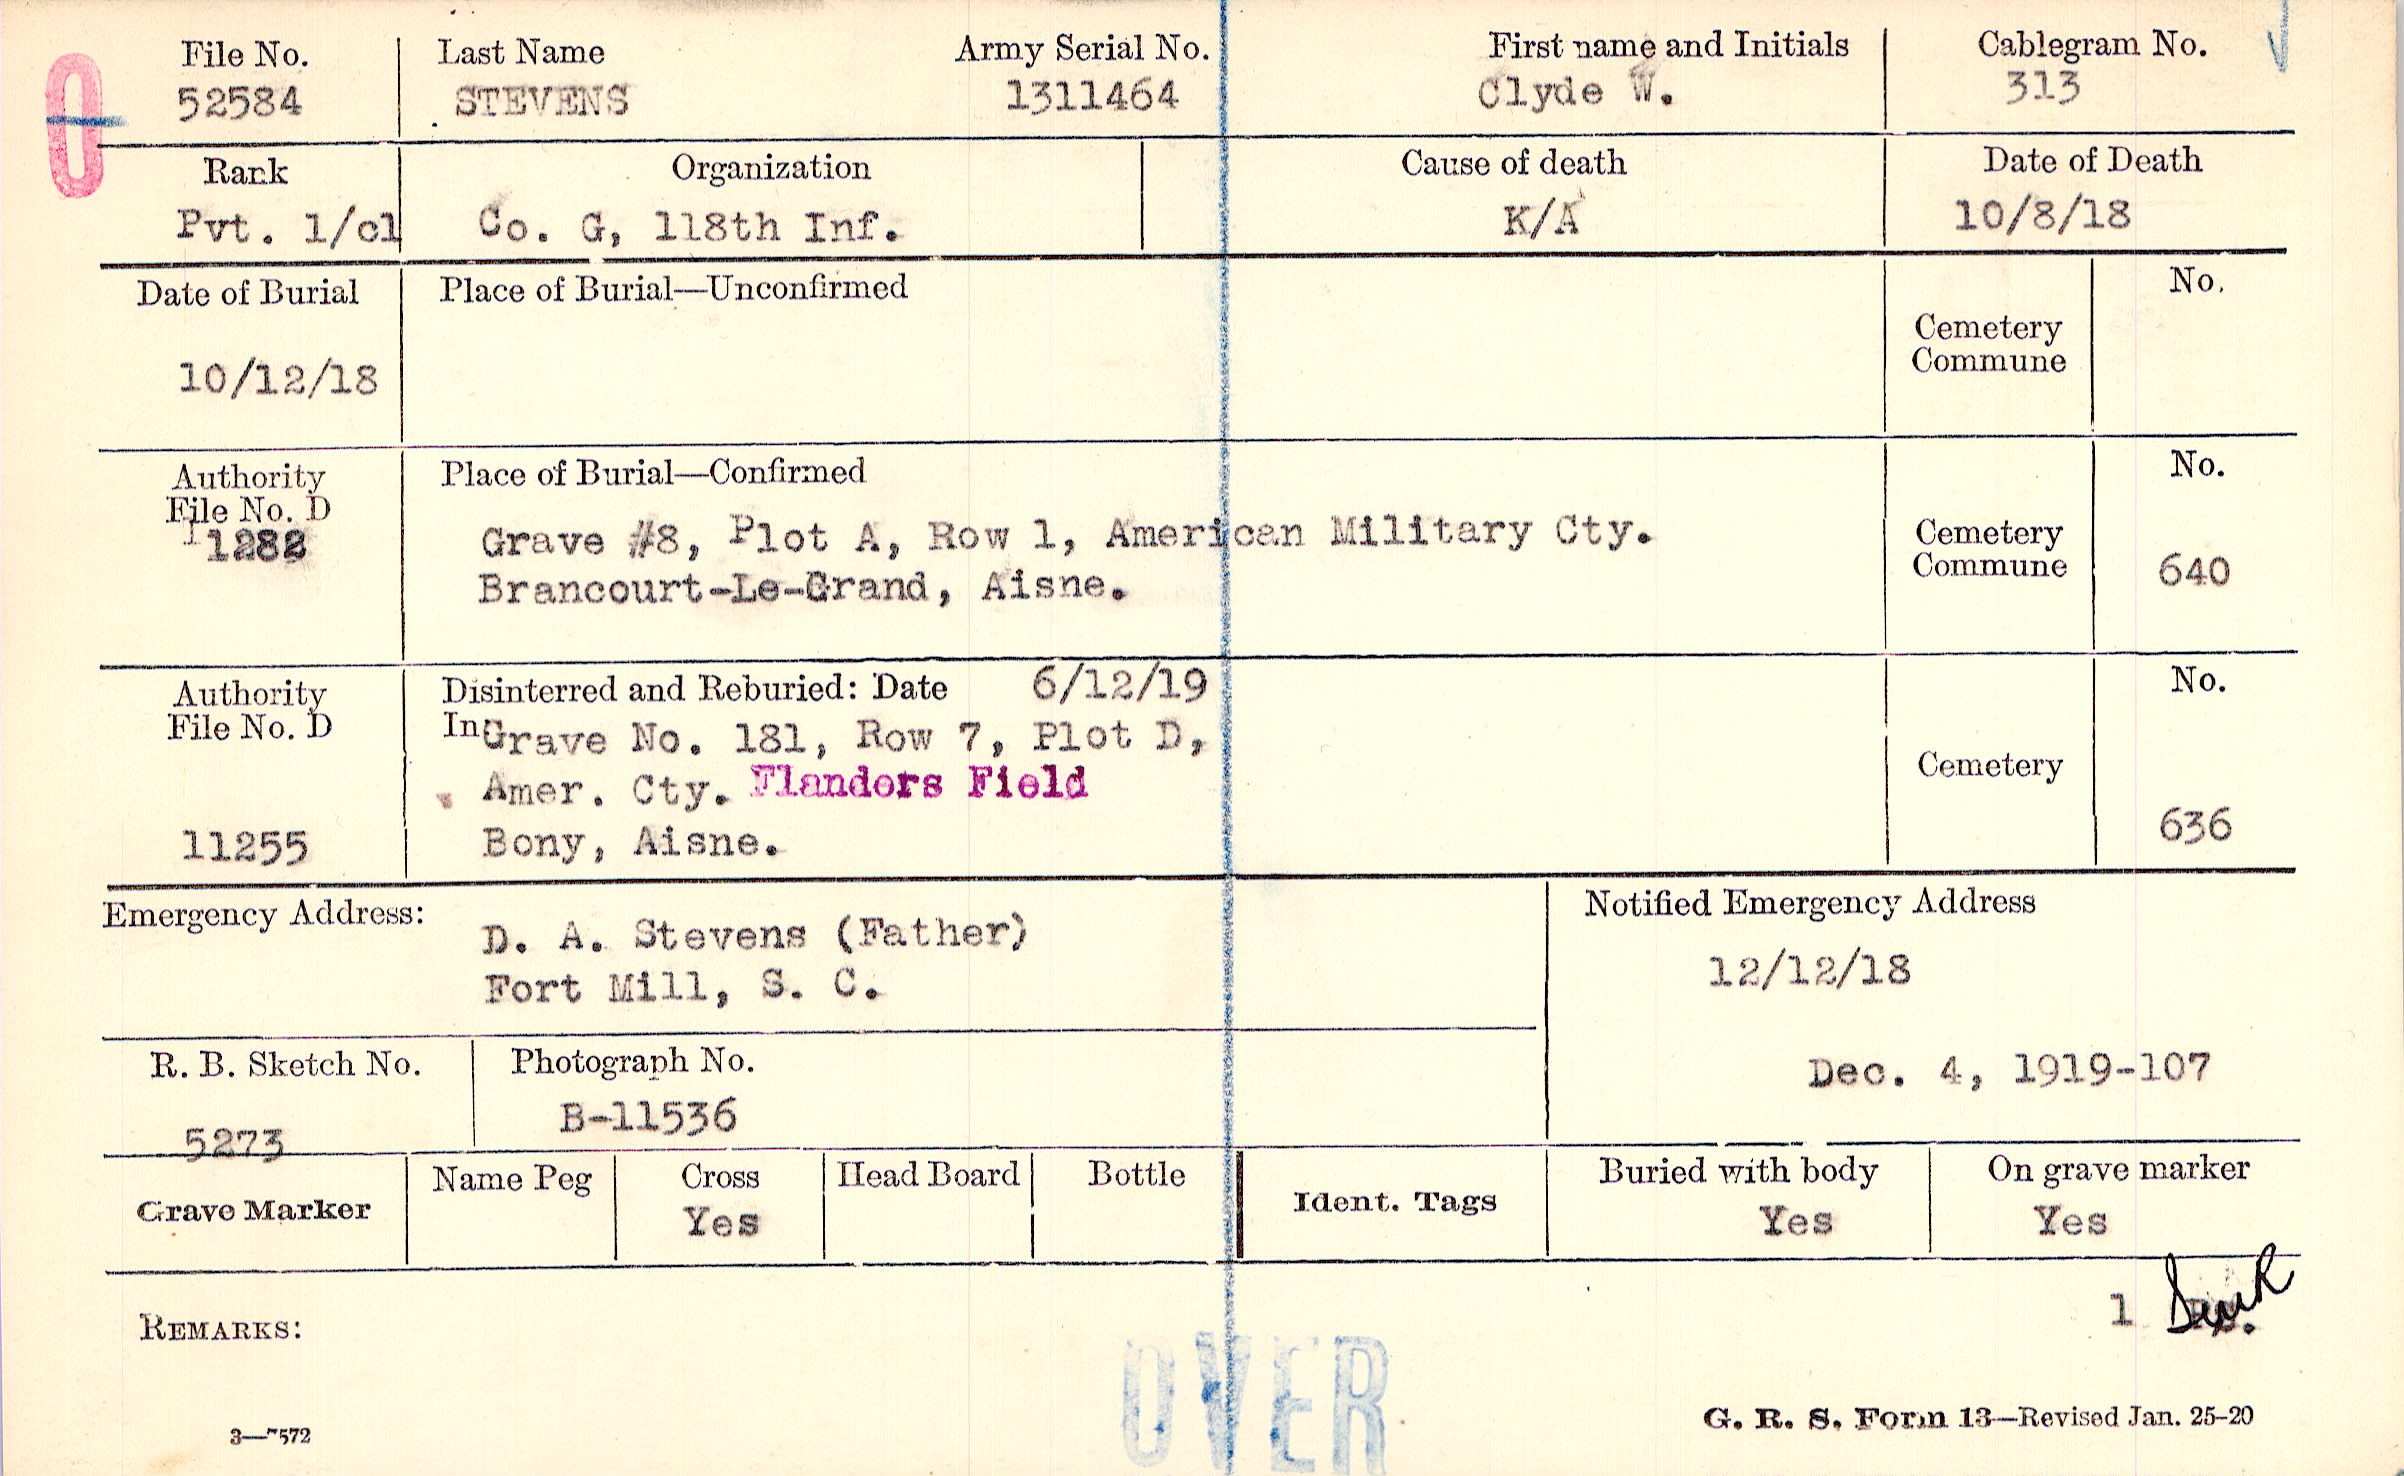 O
File No. Last Name Army Serial No. First name and Initials Cablegram No.
52584 STEVENS 1311464 Clyde W. 313
Rank Organization Cause of death Date of Death
Pvt. 1/cl Co. G, 118th Inf. K/A 10/8/18
Date of Burial Place of Burial—Unconfirmed No.
Cemetery
Commune
10/12/18
Authority Place of Burial—Confirmed No.
File No. D
11282
Grave #8, Plot A, Row 1, American Military Cty. Cemetery
Brancourt-Le-Grand, Aisne. Commune 640
Authority Disinterred and Reburied: Date 6/12/19 No.
File No. D In Grave No. 181, Row 7, Plot D,
Amer. Cty. Flanders Field Cemetery
11255 Bony, Aisne. 636
Emergency Address: Notified Emergency Address
D. A. Stevens (Father)
Fort Mill, S. C. 12/12/18
R. B. Sketch No. Photograph No. Dec. 4, 1919-107
5273 B-11536
Grave Marker Name Peg Cross Head Board Bottle Ident. Tags Buried with body On grave marker
Yes Yes Yes
1
REMARKS:
OVER
3—7572 G. R. S. Form 13—Revised Jan. 25-20